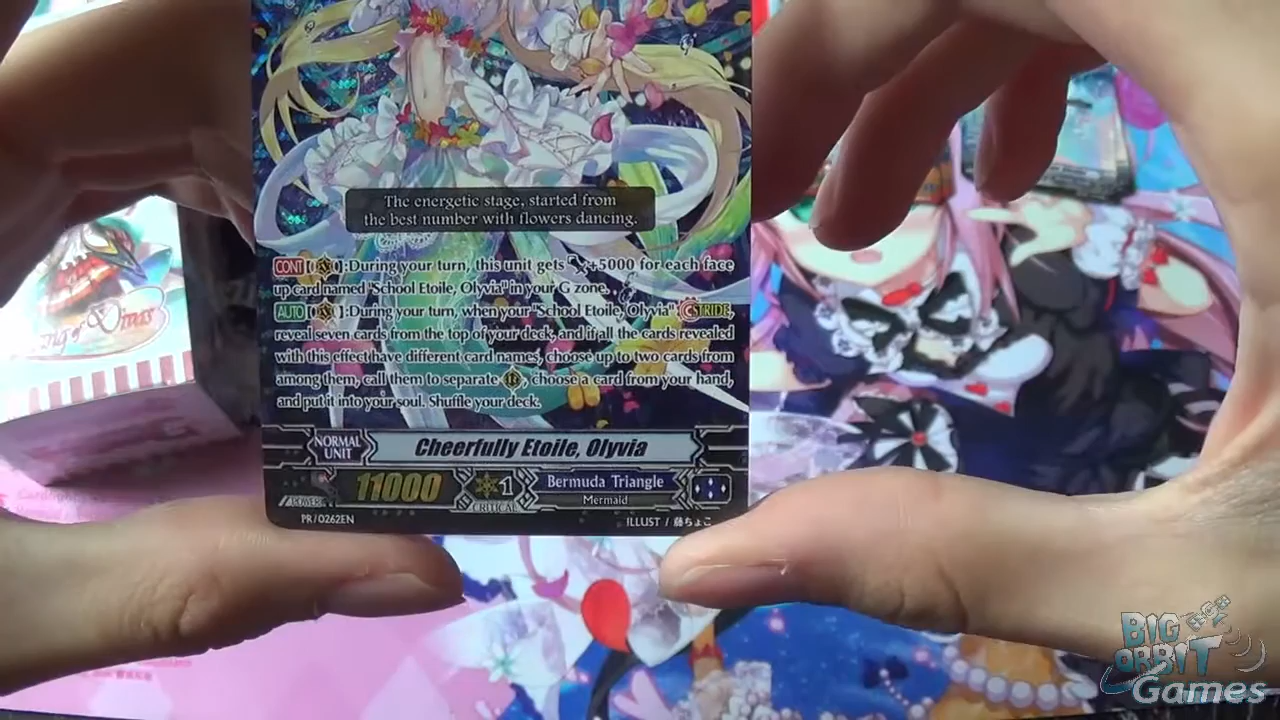 The energetic stage, started from
the best number with flowers dancing.
CONT [ ]:During your turn, this unit gets +5000 for each face
up card named "School Etoile, Olyvia" in your G zone.
AUTO [ ]:During your turn, when your "School Etoile, Olyvia" STRIDE,
reveal seven cards from the top of your deck, and if all the cards revealed
with this effect have different card names, choose up to two cards from
among them, call them to separate , choose a card from your hand,
and put it into your soul. Shuffle your deck.
NORMAL
UNIT
Cheerfully Etoile, Olyvia
POWER
11000
1
CRITICAL
Bermuda Triangle
Mermaid
PR/0262EN
ILLUST / 藤ちょこ
of Divas
BIG
ORBIT
Games